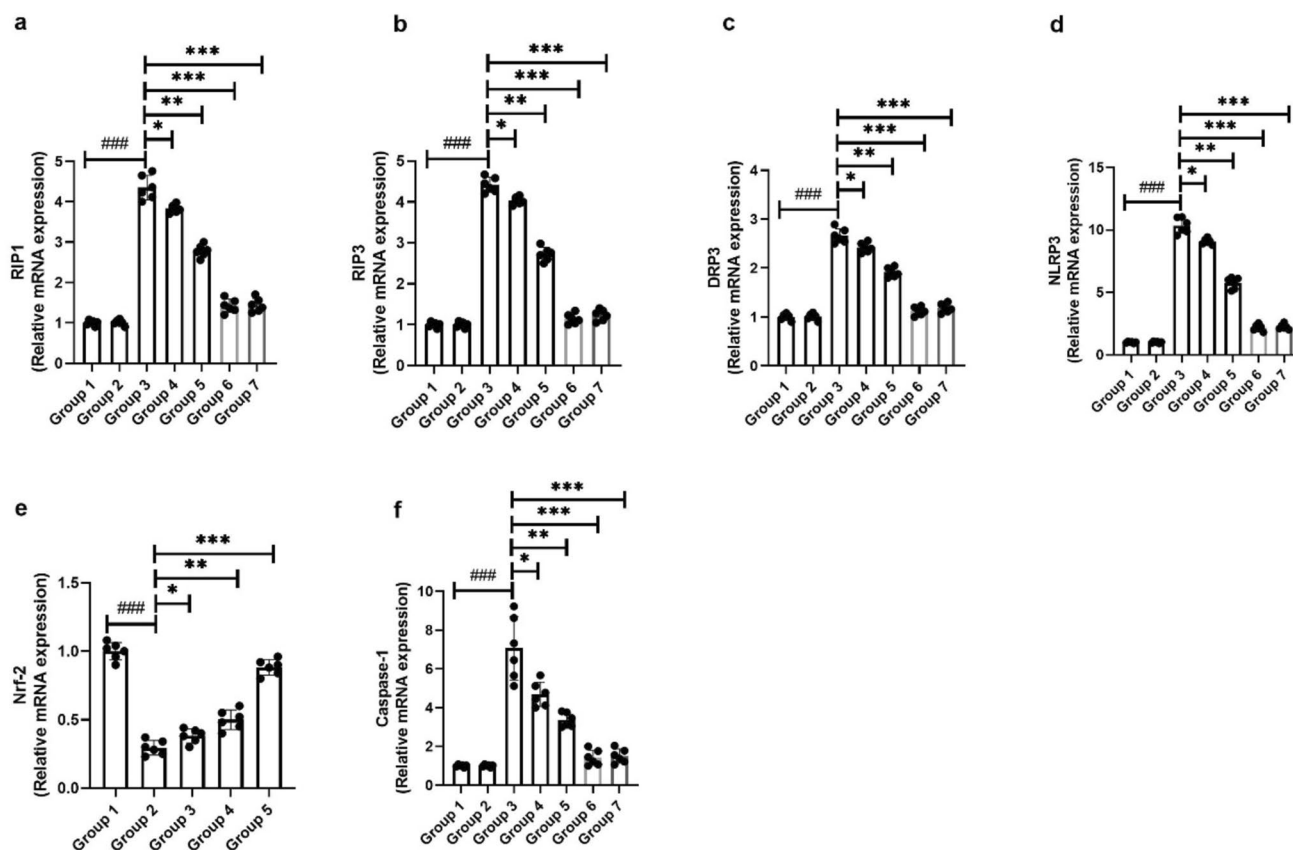 a
***
***
**
*
###
RIP1
(Relative mRNA expression)
5
4
3
2
1
0
Group 1
Group 2
Group 3
Group 4
Group 5
Group 6
Group 7
b
***
***
**
*
###
RIP3
(Relative mRNA expression)
5
4
3
2
1
0
Group 1
Group 2
Group 3
Group 4
Group 5
Group 6
Group 7
c
***
***
**
*
###
DRP3
(Relative mRNA expression)
4
3
2
1
0
Group 1
Group 2
Group 3
Group 4
Group 5
Group 6
Group 7
d
***
***
**
*
###
NLRP3
(Relative mRNA expression)
15
10
5
0
Group 1
Group 2
Group 3
Group 4
Group 5
Group 6
Group 7
e
***
**
*
###
Nrf-2
(Relative mRNA expression)
1.5
1.0
0.5
0.0
Group 1
Group 2
Group 3
Group 4
Group 5
f
***
***
**
*
###
Caspase-1
(Relative mRNA expression)
10
8
6
4
2
0
Group 1
Group 2
Group 3
Group 4
Group 5
Group 6
Group 7